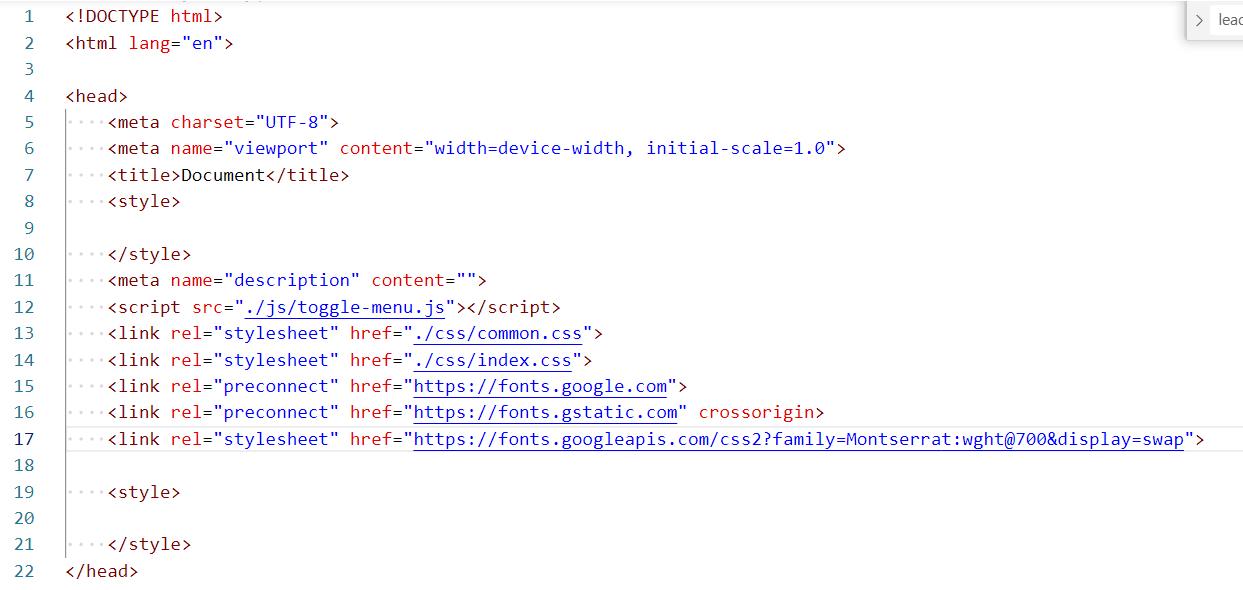 1 <!DOCTYPE html>
2 <html lang="en">
3
4 <head>
5     <meta charset="UTF-8">
6     <meta name="viewport" content="width=device-width, initial-scale=1.0">
7     <title>Document</title>
8     <style>
9
10     </style>
11     <meta name="description" content="">
12     <script src="./js/toggle-menu.js"></script>
13     <link rel="stylesheet" href="./css/common.css">
14     <link rel="stylesheet" href="./css/index.css">
15     <link rel="preconnect" href="https://fonts.google.com">
16     <link rel="preconnect" href="https://fonts.gstatic.com" crossorigin>
17     <link rel="stylesheet" href="https://fonts.googleapis.com/css2?family=Montserrat:wght@700&display=swap">
18
19     <style>
20
21     </style>
22 </head>